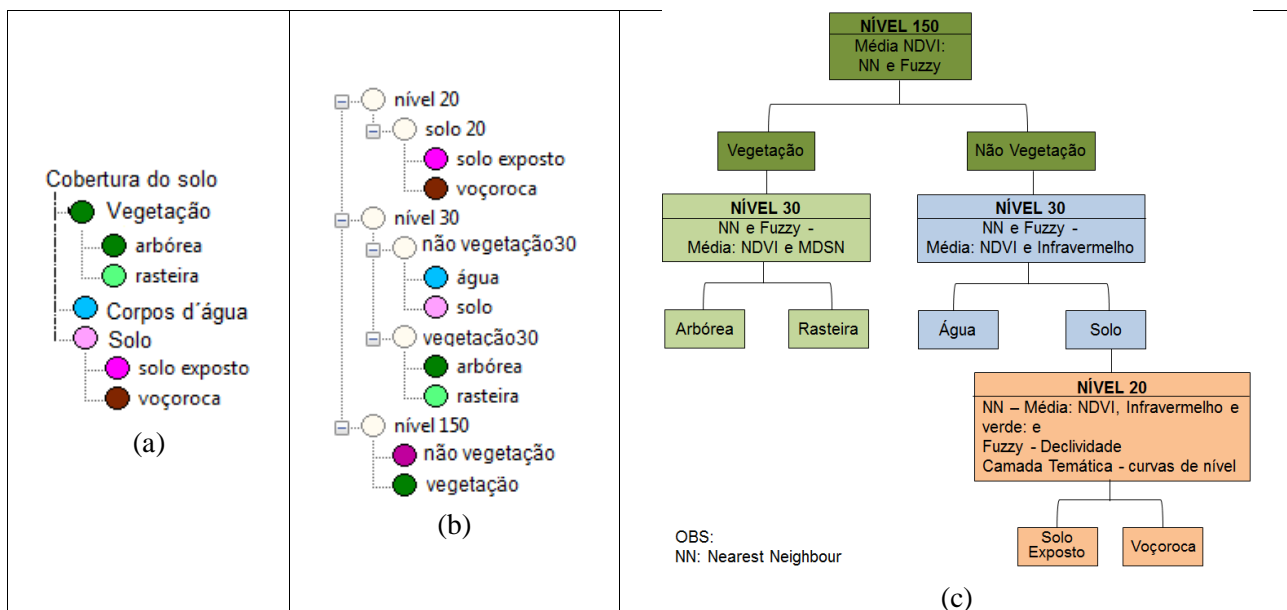 Cobertura do solo
Vegetação
arbórea
rasteira
Corpos d´água
Solo
solo exposto
voçoroca
(a)
nível 20
solo 20
solo exposto
voçoroca
nível 30
não vegetação30
água
solo
vegetação30
arbórea
rasteira
nível 150
não vegetação
vegetação
(b)
NÍVEL 150
Média NDVI:
NN e Fuzzy
Vegetação
Não Vegetação
NÍVEL 30
NN e Fuzzy -
Média: NDVI e MDSN
NÍVEL 30
NN e Fuzzy -
Média: NDVI e Infravermelho
Arbórea
Rasteira
Água
Solo
NÍVEL 20
NN – Média: NDVI, Infravermelho e
verde: e
Fuzzy - Declividade
Camada Temática - curvas de nível
Solo
Exposto
Voçoroca
OBS:
NN: Nearest Neighbour
(c)